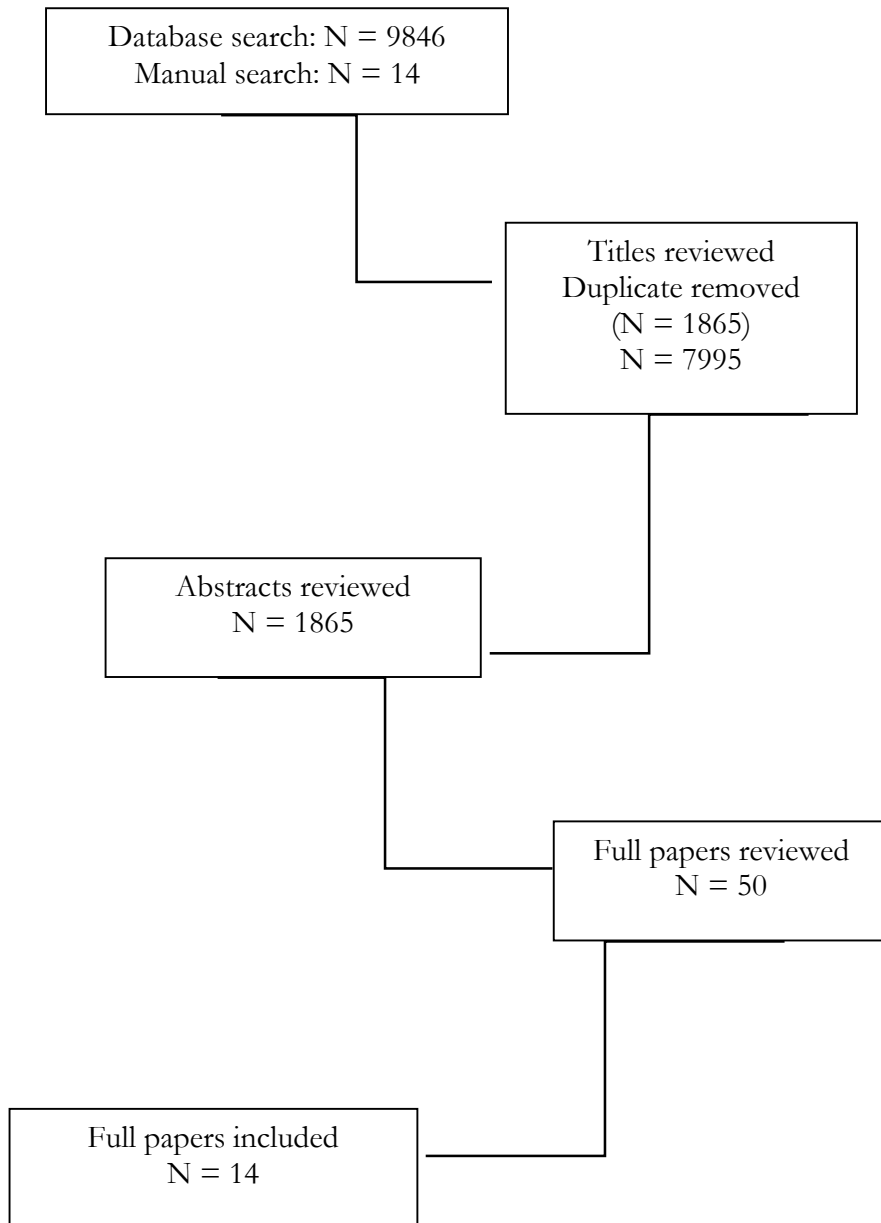 Database search: N = 9846
Manual search: N = 14
Titles reviewed
Duplicate removed
(N = 1865)
N = 7995
Abstracts reviewed
N = 1865
Full papers reviewed
N = 50
Full papers included
N = 14